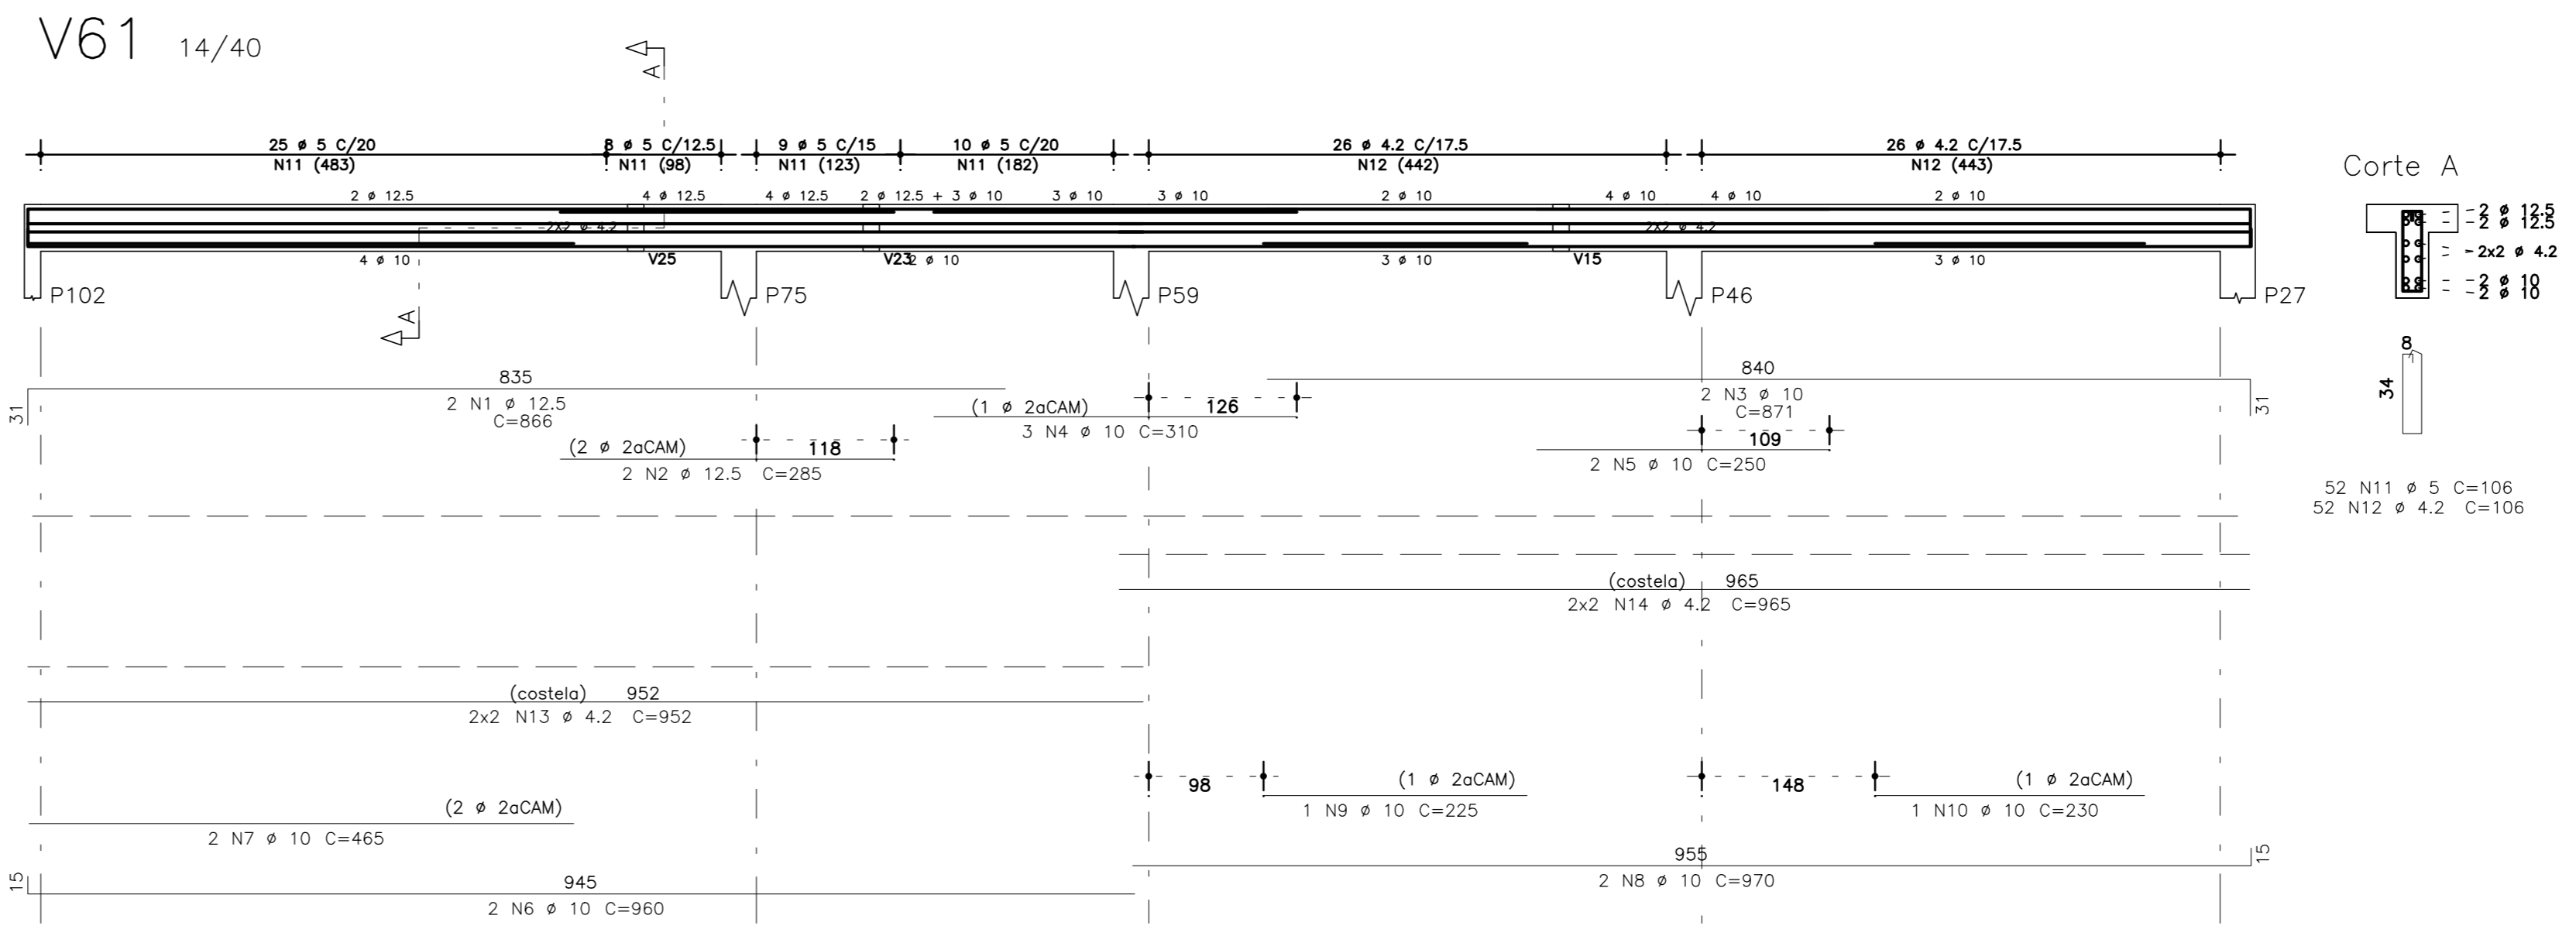 V61 14/40
A
25 ø 5 C/20 8 ø 5 C/12.5 9 ø 5 C/15 10 ø 5 C/20 26 ø 4.2 C/17.5 26 ø 4.2 C/17.5
N11 (483) N11 (98) N11 (123) N11 (182) N12 (442) N12 (443)
Corte A
2 ø 12.5 4 ø 12.5 4 ø 12.5 2 ø 12.5 + 3 ø 10 3 ø 10 3 ø 10 2 ø 10 4 ø 10 4 ø 10 2 ø 10
2 ø 12.5
2 ø 12.5
2x2 ø 4.2 2x2 ø 4.2
2x2 ø 4.2
4 ø 10 V25 V23 2 ø 10 3 ø 10 V15 3 ø 10
2 ø 10
2 ø 10
P102 P75 P59 P46 P27
A
8
34
835
2 N1 ø 12.5
C=866
31
840
2 N3 ø 10
C=871
31
(1 ø 2aCAM) 126
3 N4 ø 10 C=310
(2 ø 2aCAM) 118
2 N2 ø 12.5 C=285
109
2 N5 ø 10 C=250
52 N11 ø 5 C=106
52 N12 ø 4.2 C=106
(costela) 965
2x2 N14 ø 4.2 C=965
(costela) 952
2x2 N13 ø 4.2 C=952
98 (1 ø 2aCAM) 148 (1 ø 2aCAM)
1 N9 ø 10 C=225 1 N10 ø 10 C=230
(2 ø 2aCAM)
2 N7 ø 10 C=465
955 15
2 N8 ø 10 C=970
15 945
2 N6 ø 10 C=960